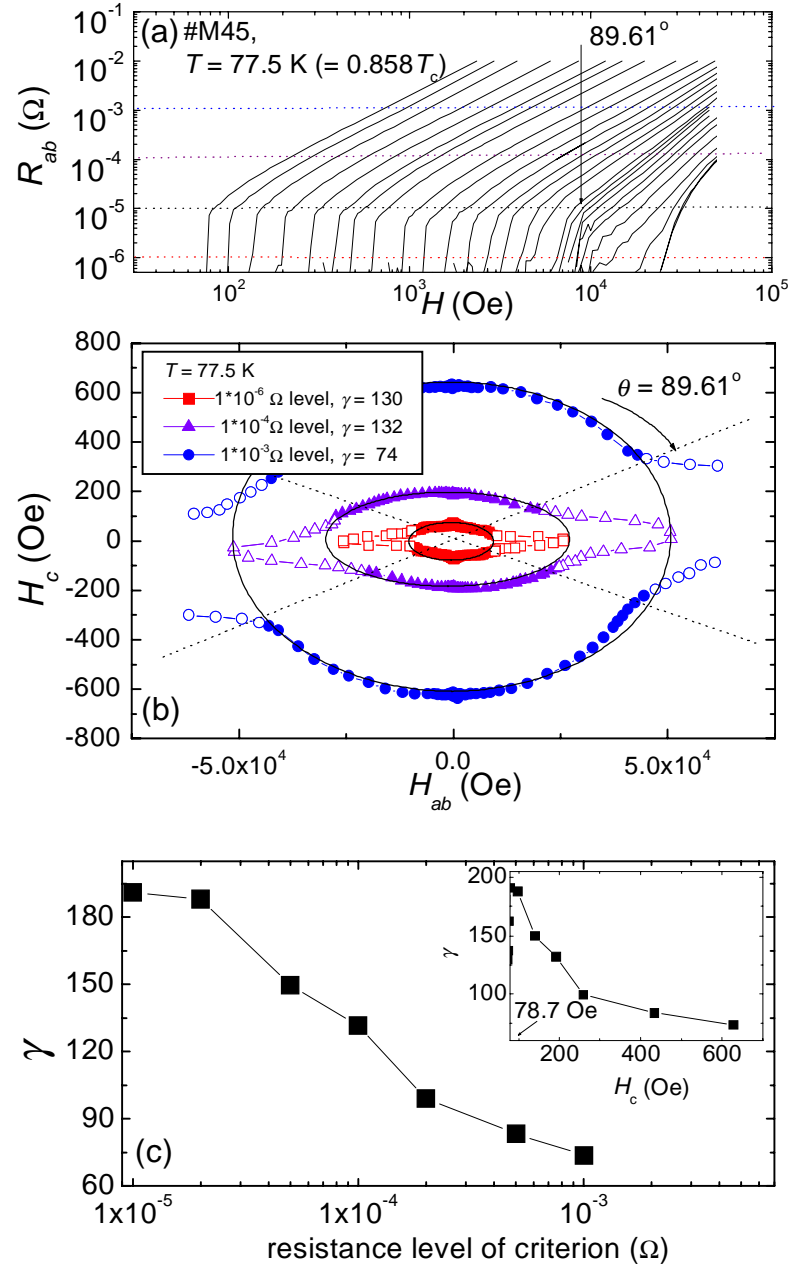 (a) #M45,
T = 77.5 K (= 0.858T_c)
89.61°
10^-1
10^-2
10^-3
10^-4
10^-5
10^-6
R_ab (Ω)
10^2 10^3 10^4 10^5
H (Oe)
800
600
400
200
0
-200
-400
-600
-800
H_c (Oe)
T = 77.5 K
1*10^-6 Ω level, γ = 130
1*10^-4 Ω level, γ = 132
1*10^-3 Ω level, γ = 74
θ = 89.61°
(b)
-5.0x10^4 0.0 5.0x10^4
H_ab (Oe)
180
150
120
90
60
γ
(c)
200
150
100
γ
78.7 Oe
200 400 600
H_c (Oe)
1x10^-5 1x10^-4 10^-3
resistance level of criterion (Ω)